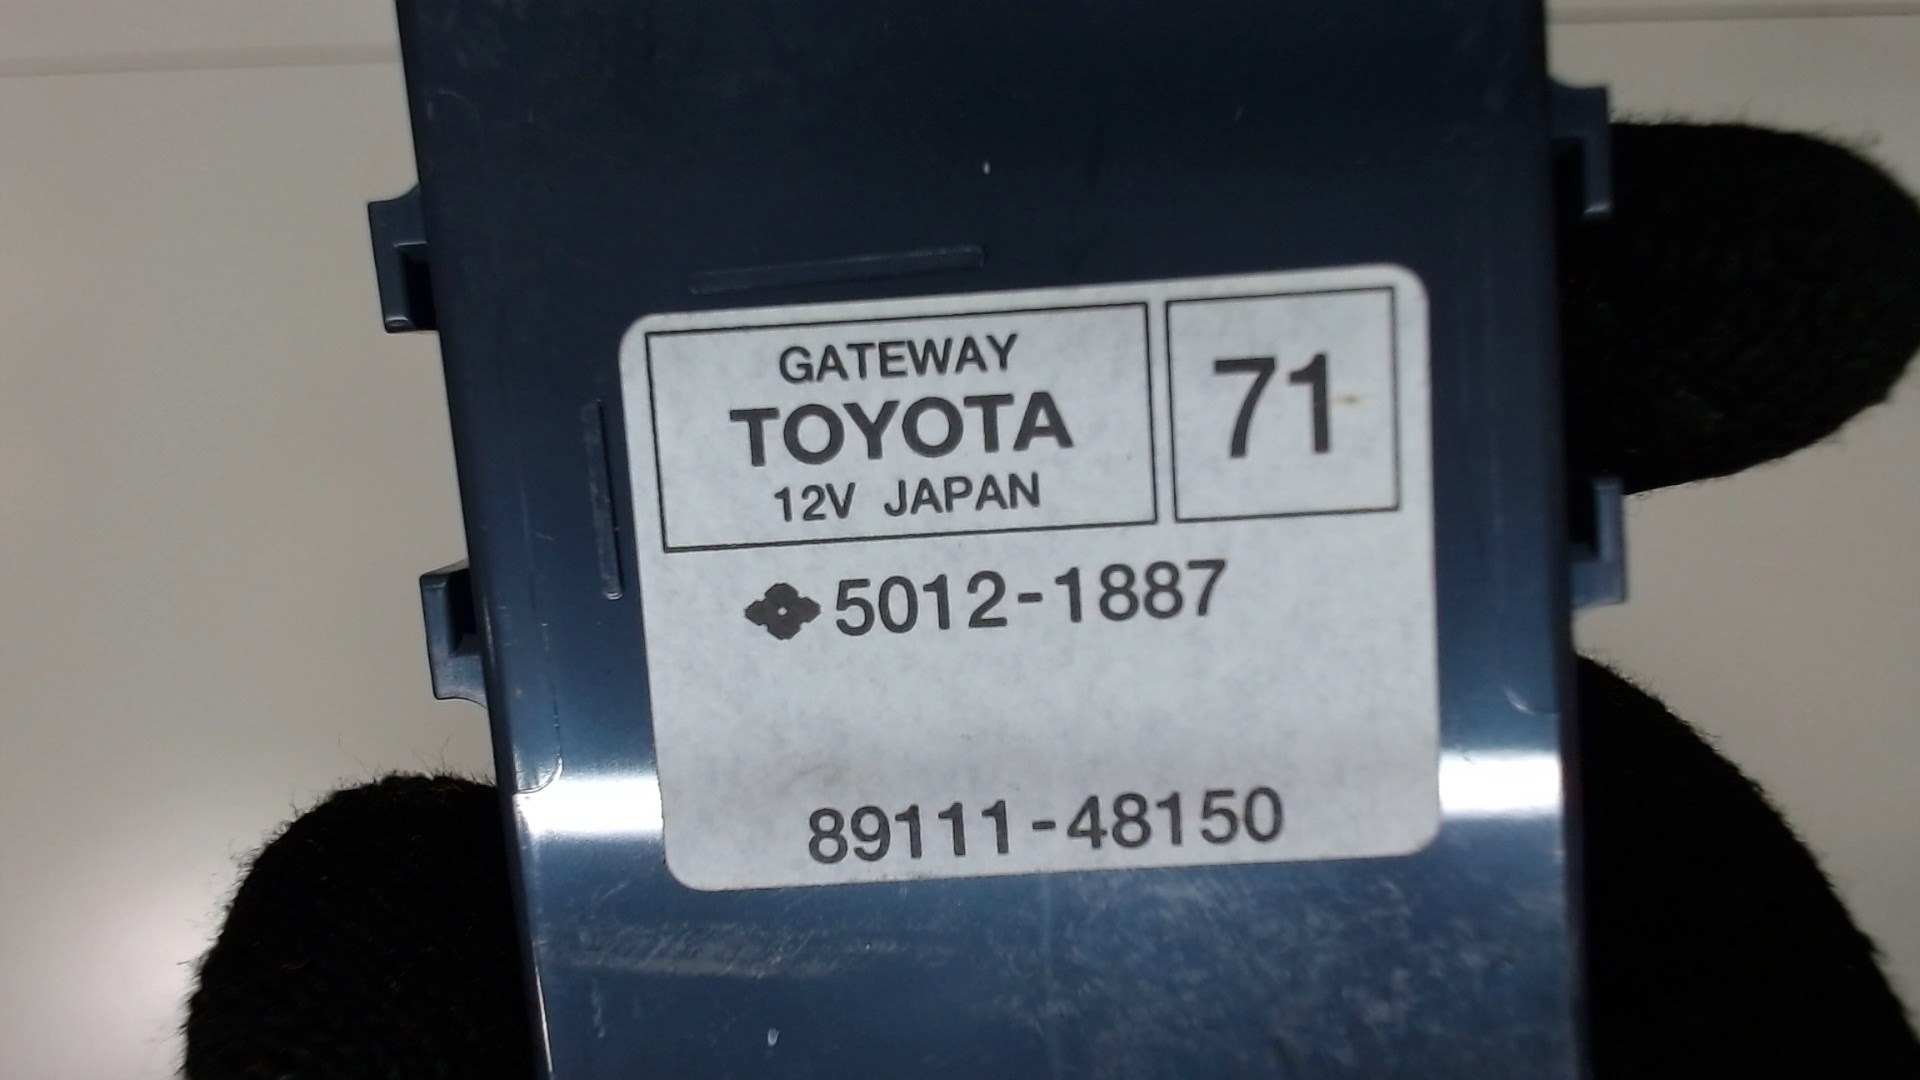 GATEWAY
TOYOTA
12V JAPAN
71
5012-1887
89111-48150